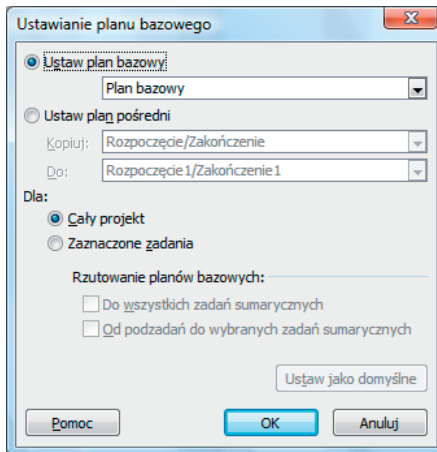 Ustawianie planu bazowego
Ustaw plan bazowy
Plan bazowy
Ustaw plan pośredni
Kopiuj: Rozpoczęcie/Zakończenie
Do: Rozpoczęcie1/Zakończenie1
Dla:
Cały projekt
Zaznaczone zadania
Rzutowanie planów bazowych:
Do wszystkich zadań sumarycznych
Od podzadań do wybranych zadań sumarycznych
Ustaw jako domyślne
Pomoc OK Anuluj